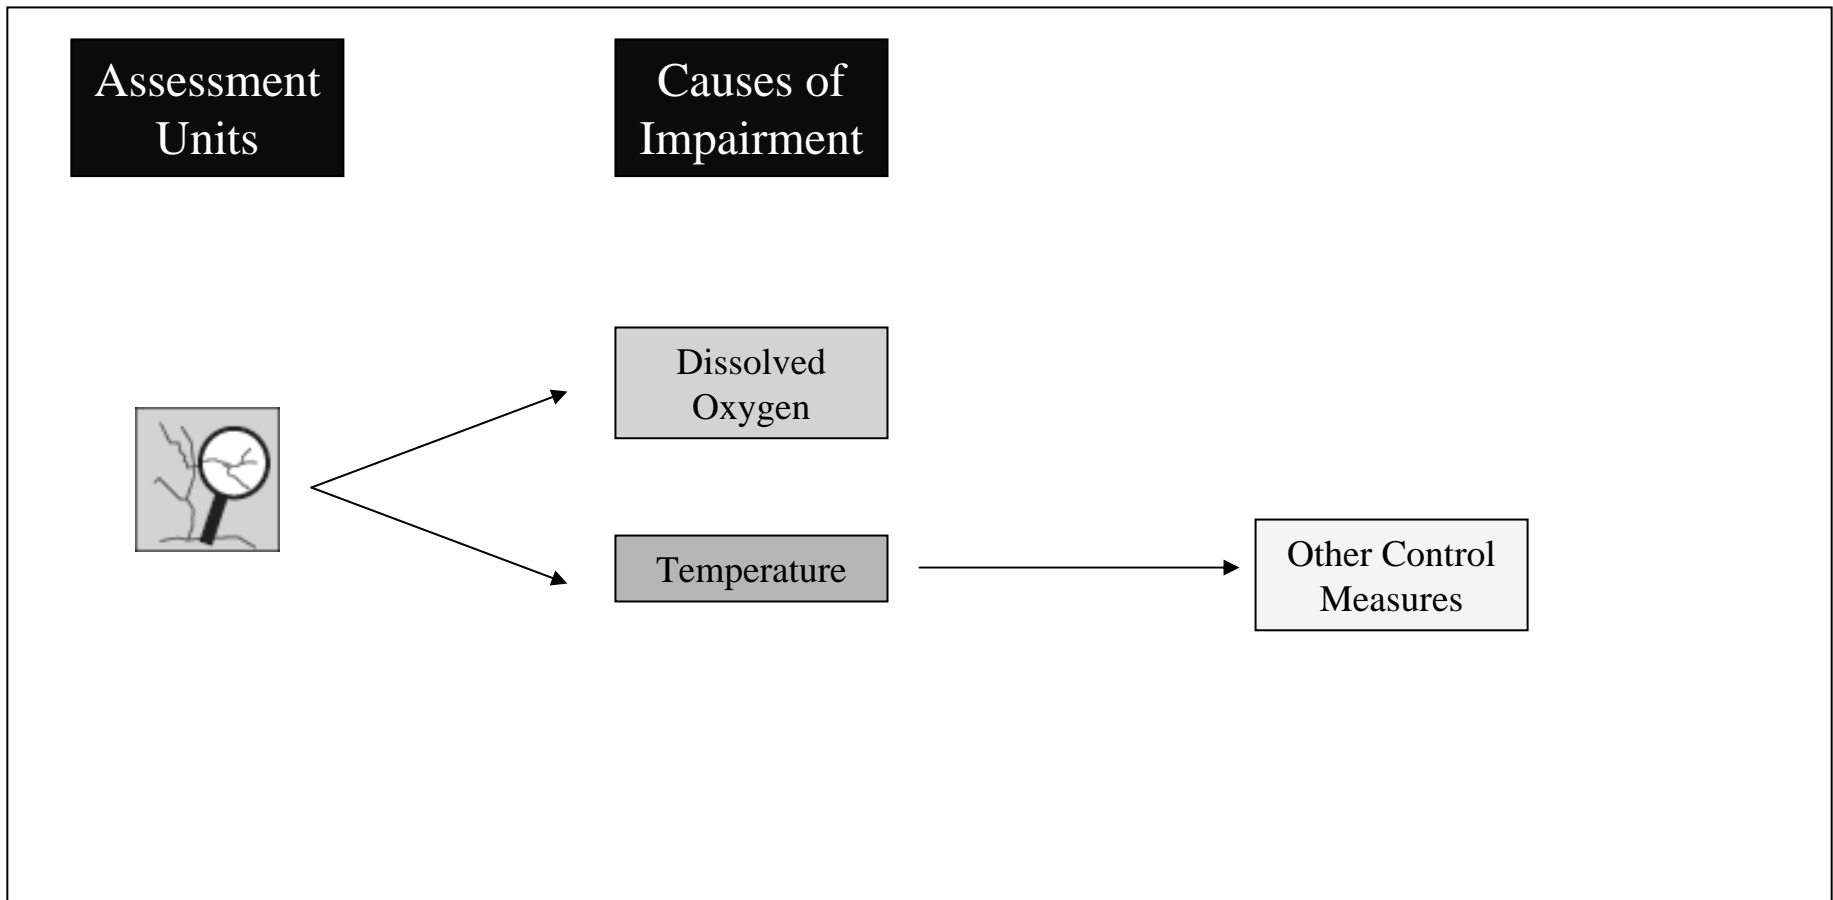 Assessment
Units
Causes of
Impairment
Dissolved
Oxygen
Temperature
Other Control
Measures